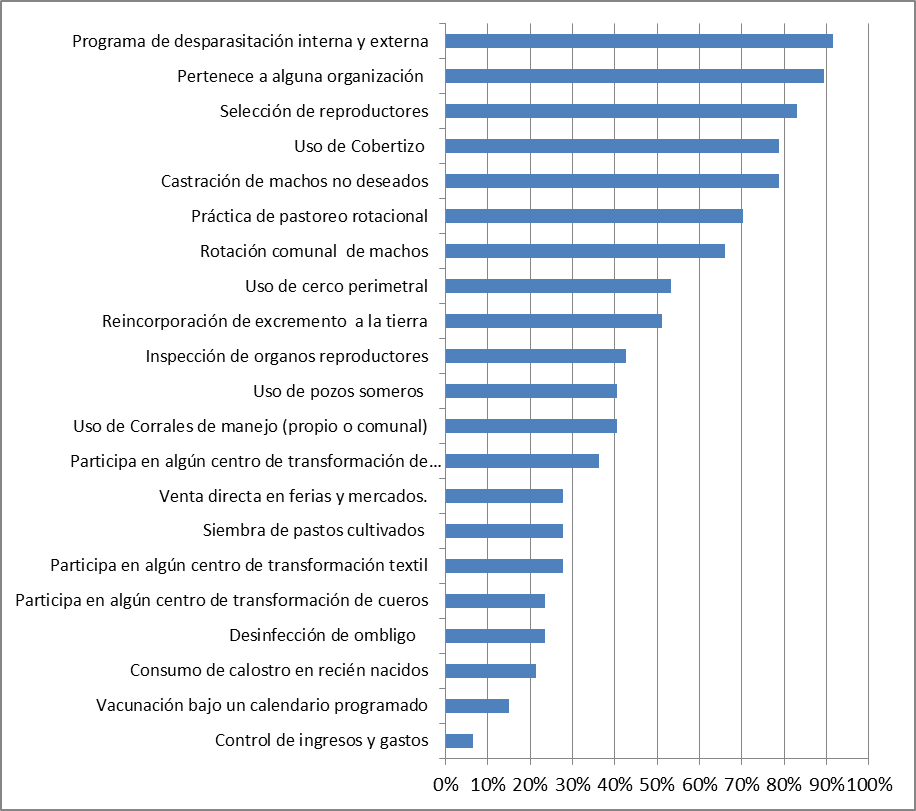 Programa de desparasitación interna y externa
Pertenece a alguna organización
Selección de reproductores
Uso de Cobertizo
Castración de machos no deseados
Práctica de pastoreo rotacional
Rotación comunal  de machos
Uso de cerco perimetral
Reincorporación de excremento  a la tierra
Inspección de organos reproductores
Uso de pozos someros
Uso de Corrales de manejo (propio o comunal)
Participa en algún centro de transformación de…
Venta directa en ferias y mercados.
Siembra de pastos cultivados
Participa en algún centro de transformación textil
Participa en algún centro de transformación de cueros
Desinfección de ombligo
Consumo de calostro en recién nacidos
Vacunación bajo un calendario programado
Control de ingresos y gastos
0% 10% 20% 30% 40% 50% 60% 70% 80% 90% 100%